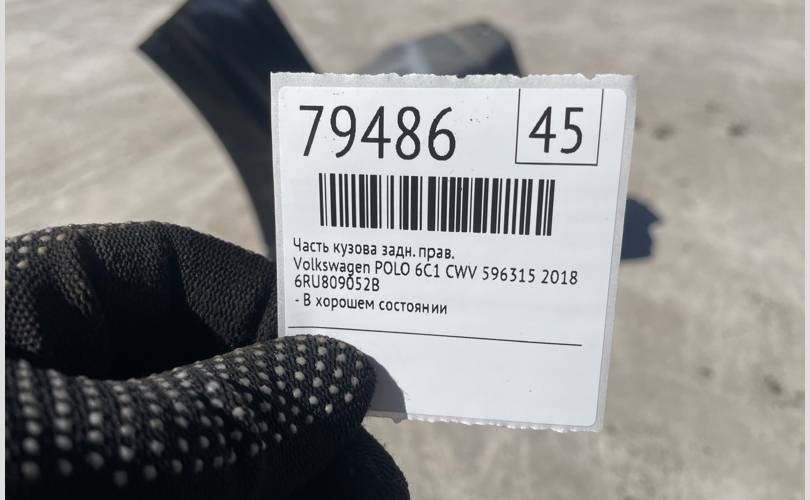 79486 45
Часть кузова задн. прав.
Volkswagen POLO 6C1 CWV 596315 2018
6RU809052B
- В хорошем состоянии